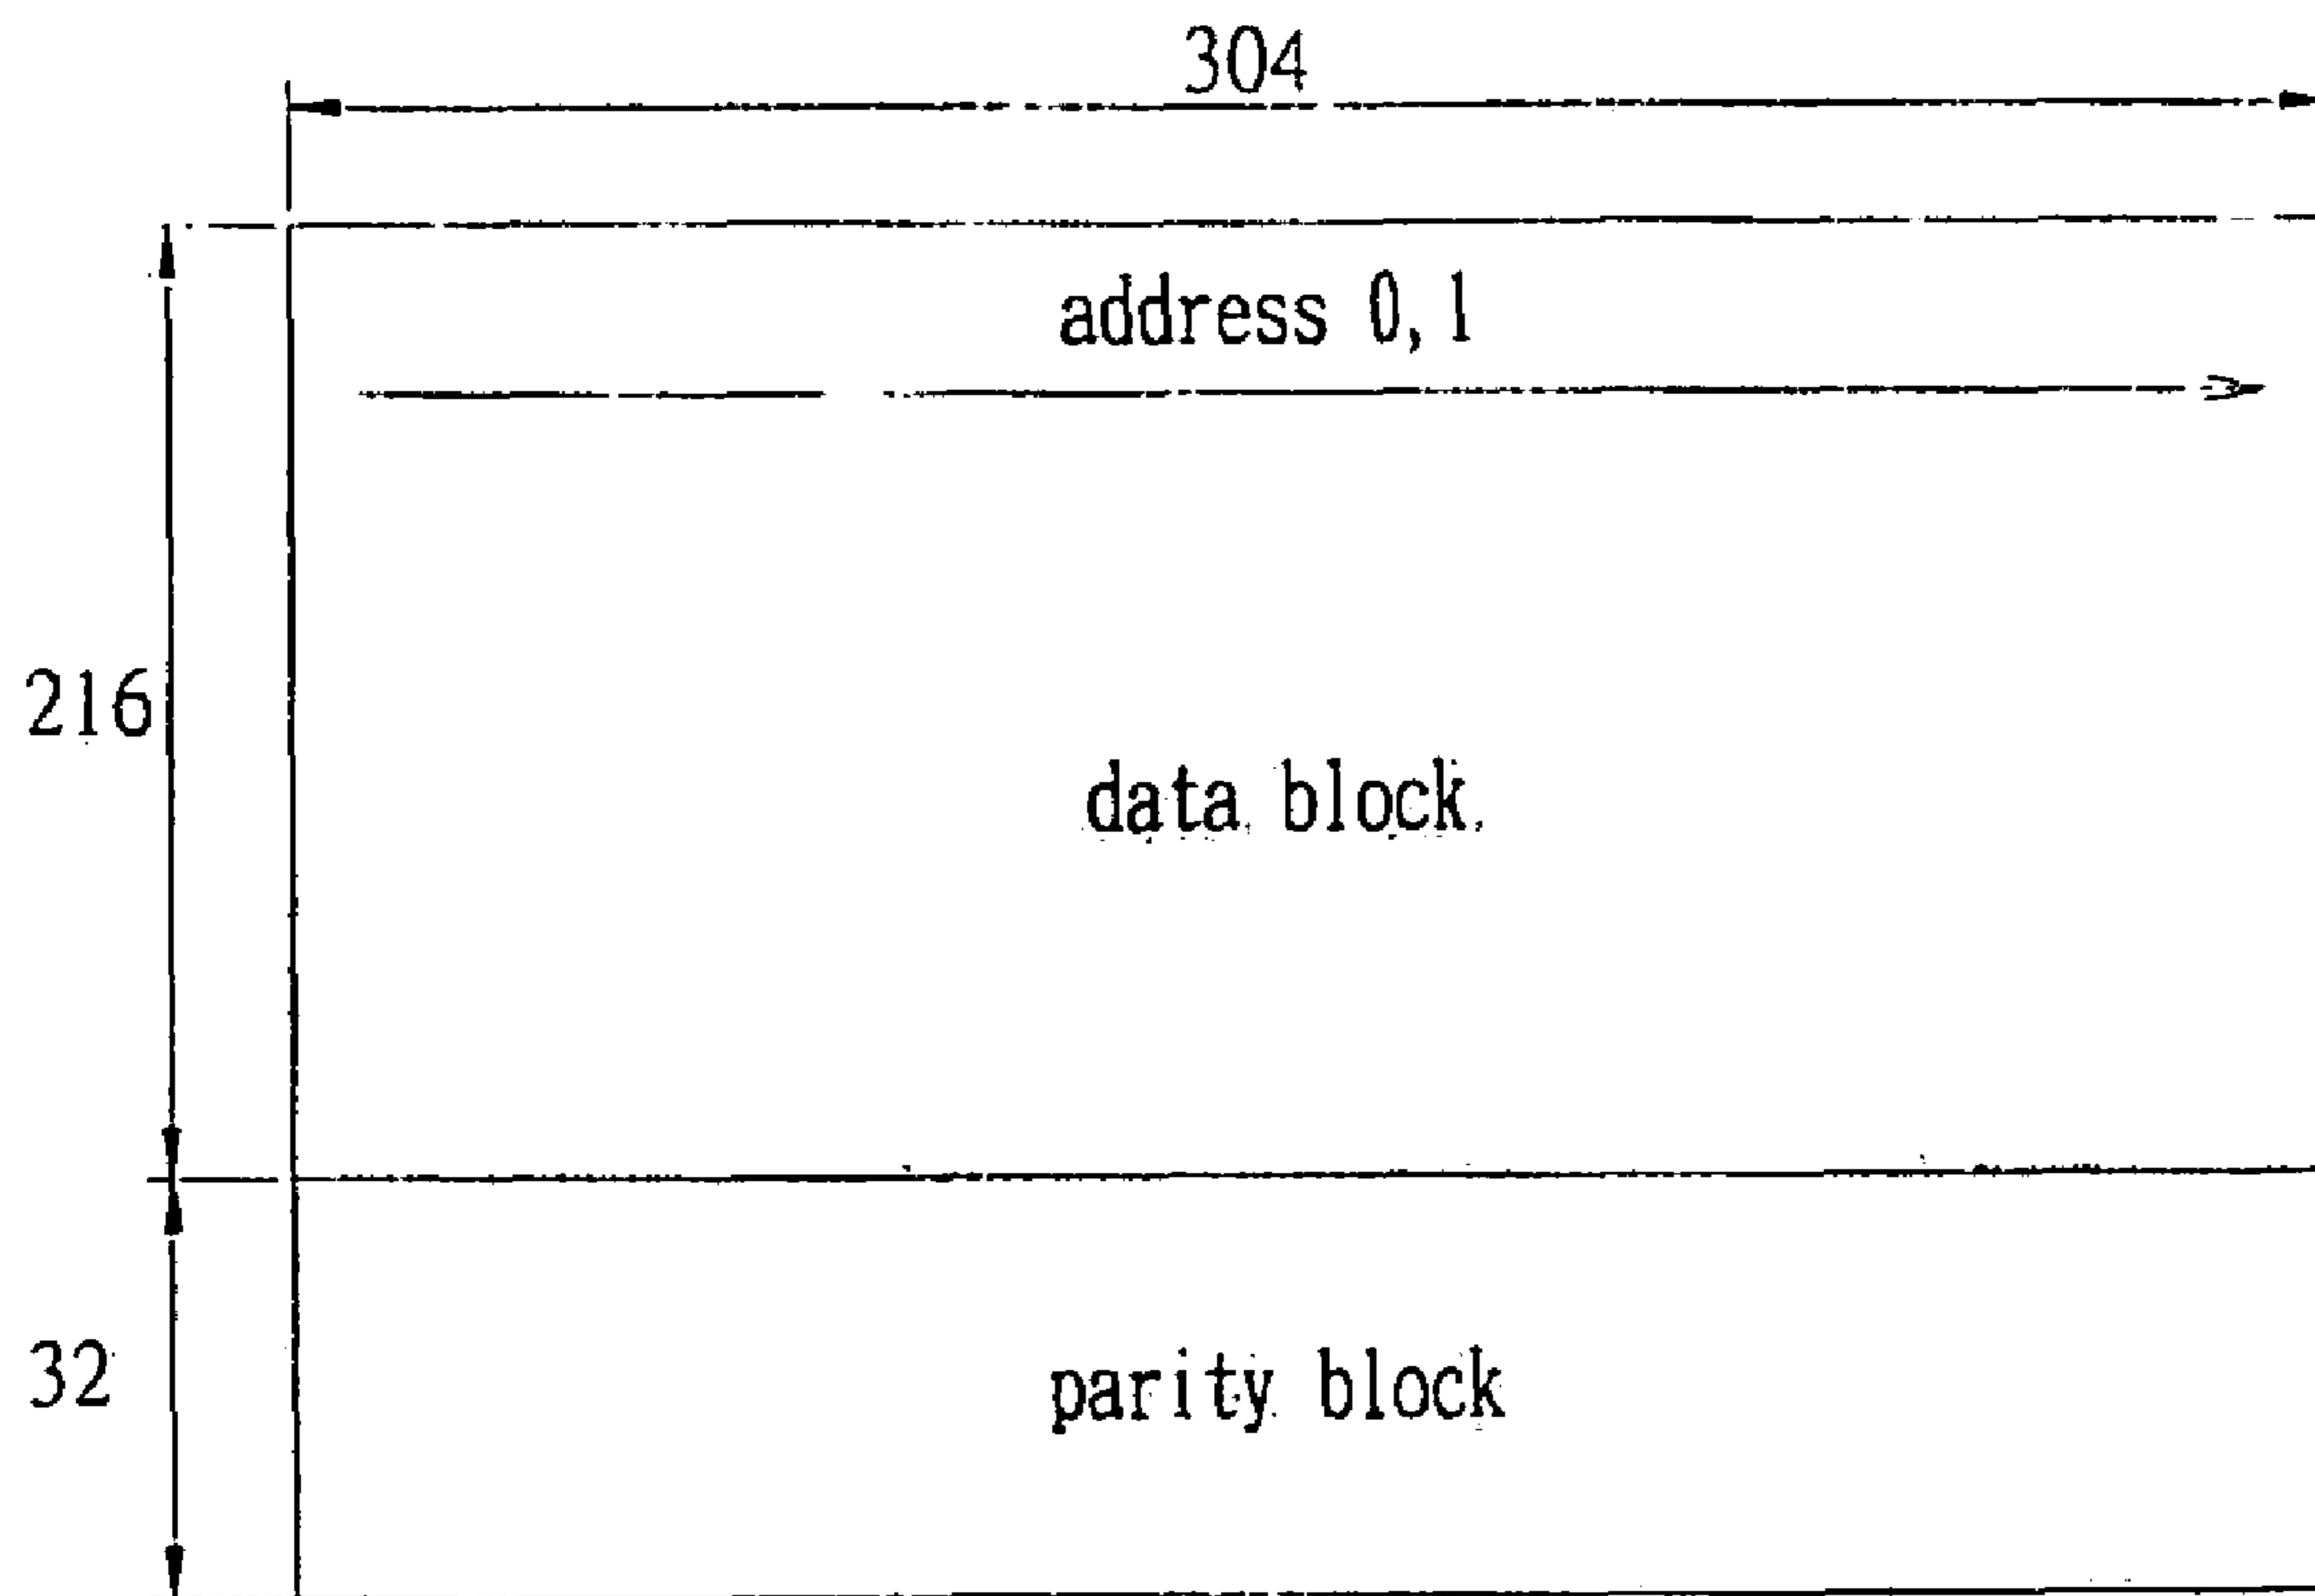 304
address 0,1
216
data block
32
parity block